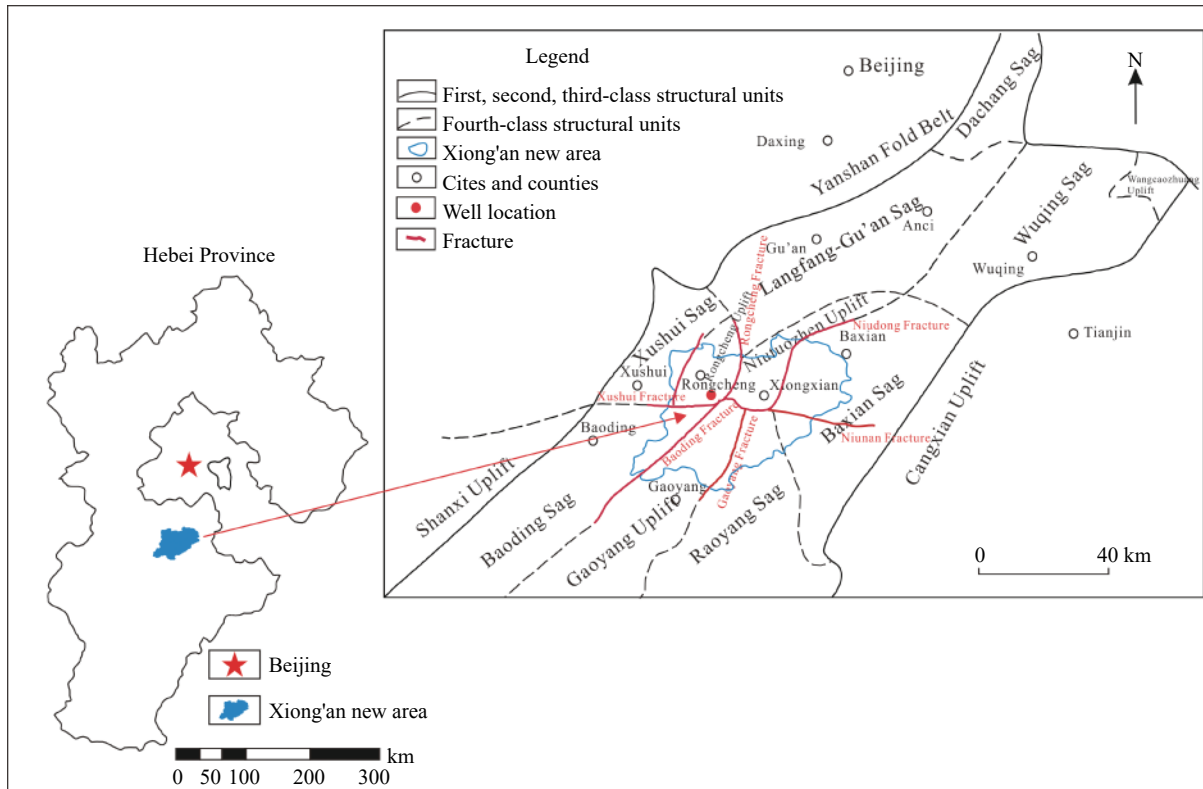 Legend
First, second, third-class structural units
Fourth-class structural units
Xiong'an new area
Cites and counties
Well location
Fracture
Hebei Province
Beijing
Xiong'an new area
km
0 50 100 200 300
N
Beijing
Daxing
Yanshan Fold Belt
Dachang Sag
Wangcaozhuang
Uplift
Wuqing Sag
Wuqing
Anci
Gu'an
Langfang-Gu'an Sag
Tianjin
Rongcheng Fracture
Rongcheng Uplift
Xushui Sag
Niutuozhen Uplift
Niudong Fracture
Baxian
Xushui
Rongcheng
Xiongxian
Xushui Fracture
Baoding
Baoding Fracture
Baxian Sag
Niunan Fracture
Cangxian Uplift
Gaoyang Fracture
Gaoyang
Shanxi Uplift
Baoding Sag
Gaoyang Uplift
Raoyang Sag
0 40 km